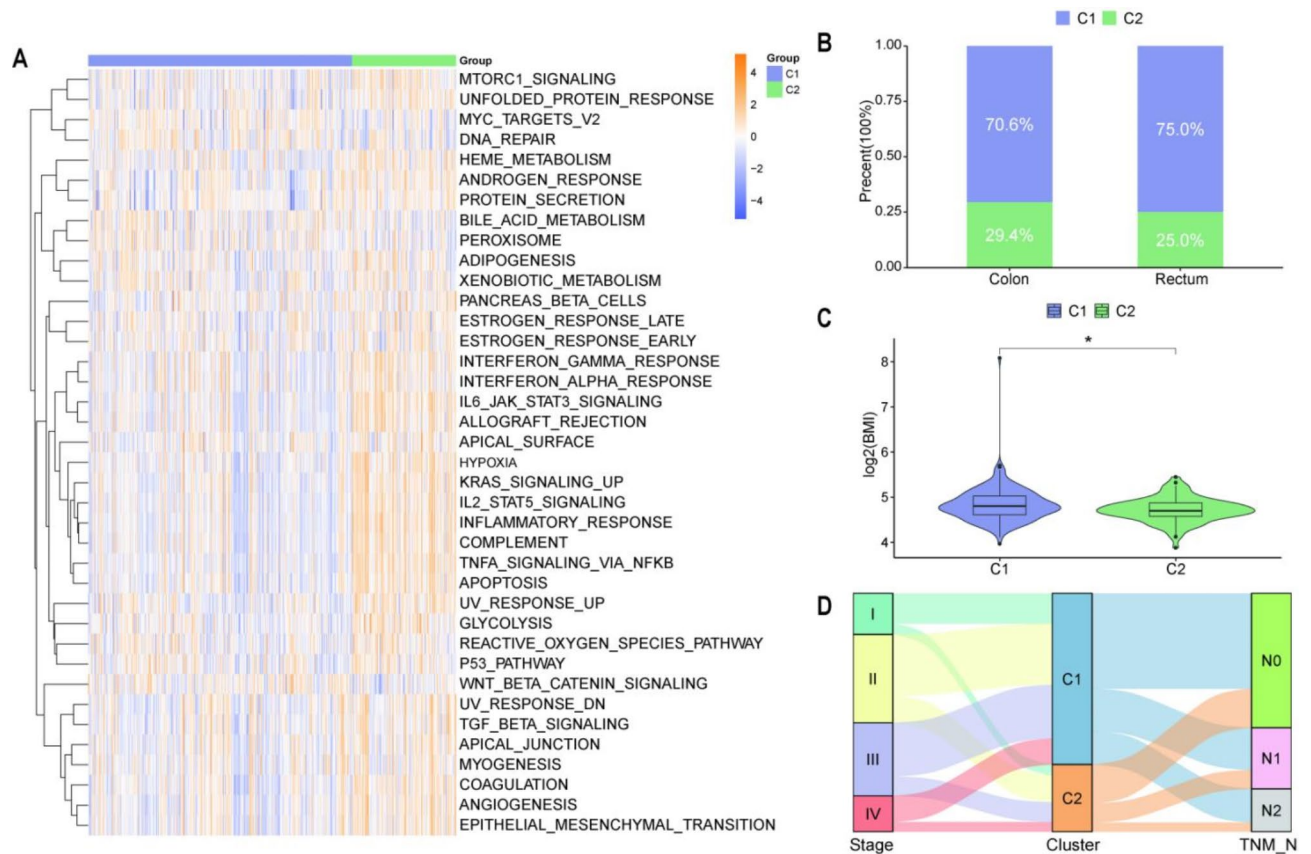 A
Group
MTORC1_SIGNALING
UNFOLDED_PROTEIN_RESPONSE
MYC_TARGETS_V2
DNA_REPAIR
HEME_METABOLISM
ANDROGEN_RESPONSE
PROTEIN_SECRETION
BILE_ACID_METABOLISM
PEROXISOME
ADIPOGENESIS
XENOBIOTIC_METABOLISM
PANCREAS_BETA_CELLS
ESTROGEN_RESPONSE_LATE
ESTROGEN_RESPONSE_EARLY
INTERFERON_GAMMA_RESPONSE
INTERFERON_ALPHA_RESPONSE
IL6_JAK_STAT3_SIGNALING
ALLOGRAFT_REJECTION
APICAL_SURFACE
HYPOXIA
KRAS_SIGNALING_UP
IL2_STAT5_SIGNALING
INFLAMMATORY_RESPONSE
COMPLEMENT
TNFA_SIGNALING_VIA_NFKB
APOPTOSIS
UV_RESPONSE_UP
GLYCOLYSIS
REACTIVE_OXYGEN_SPECIES_PATHWAY
P53_PATHWAY
WNT_BETA_CATENIN_SIGNALING
UV_RESPONSE_DN
TGF_BETA_SIGNALING
APICAL_JUNCTION
MYOGENESIS
COAGULATION
ANGIOGENESIS
EPITHELIAL_MESENCHYMAL_TRANSITION
4
2
0
−2
−4
Group
C1
C2
B
C1 C2
Precent(100%)
1.00
0.75
0.50
0.25
0.00
70.6%
29.4%
75.0%
25.0%
Colon Rectum
C
C1 C2
log2(BMI)
8
7
6
5
4
*
C1 C2
D
I
II
III
IV
C1
C2
N0
N1
N2
Stage Cluster TNM_N